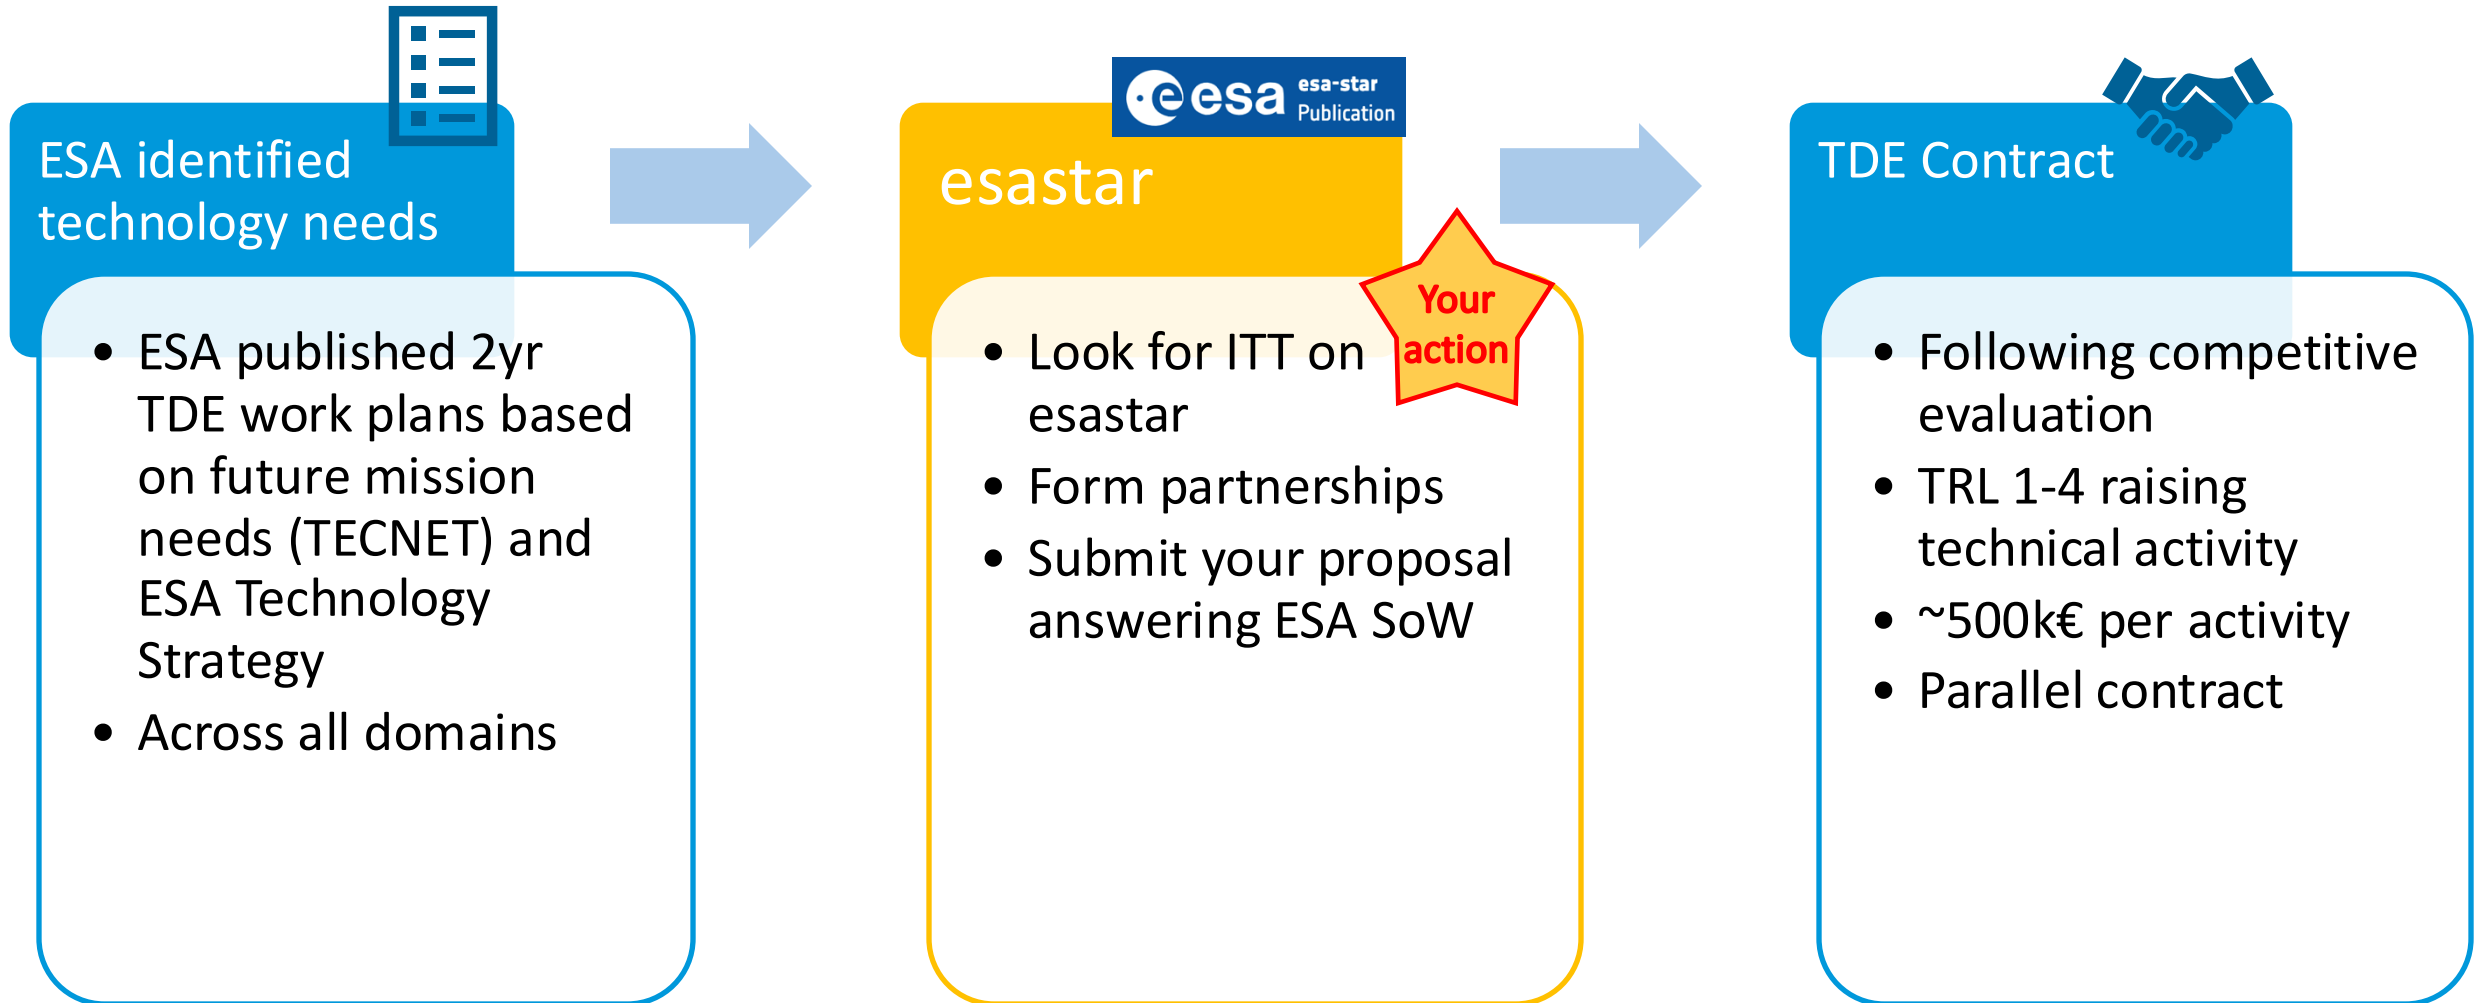 ESA identified
technology needs
• ESA published 2yr
TDE work plans based
on future mission
needs (TECNET) and
ESA Technology
Strategy
• Across all domains
esa
esa-star
Publication
esastar
Your
action
• Look for ITT on
esastar
• Form partnerships
• Submit your proposal
answering ESA SoW
TDE Contract
• Following competitive
evaluation
• TRL 1-4 raising
technical activity
• ~500k€ per activity
• Parallel contract